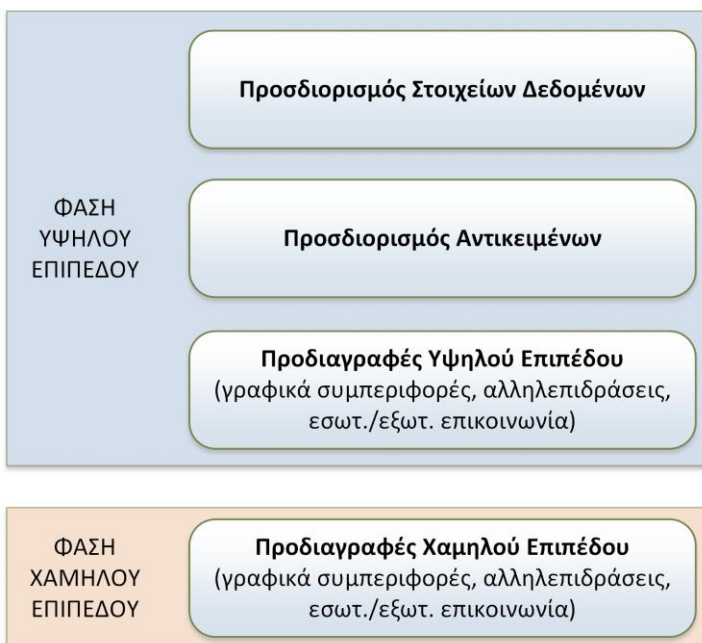 Προσδιορισμός Στοιχείων Δεδομένων
ΦΑΣΗ
ΥΨΗΛΟΥ
ΕΠΙΠΕΔΟΥ
Προσδιορισμός Αντικειμένων
Προδιαγραφές Υψηλού Επιπέδου
(γραφικά συμπεριφορές, αλληλεπιδράσεις,
εσωτ./εξωτ. επικοινωνία)
ΦΑΣΗ
ΧΑΜΗΛΟΥ
ΕΠΙΠΕΔΟΥ
Προδιαγραφές Χαμηλού Επιπέδου
(γραφικά συμπεριφορές, αλληλεπιδράσεις,
εσωτ./εξωτ. επικοινωνία)